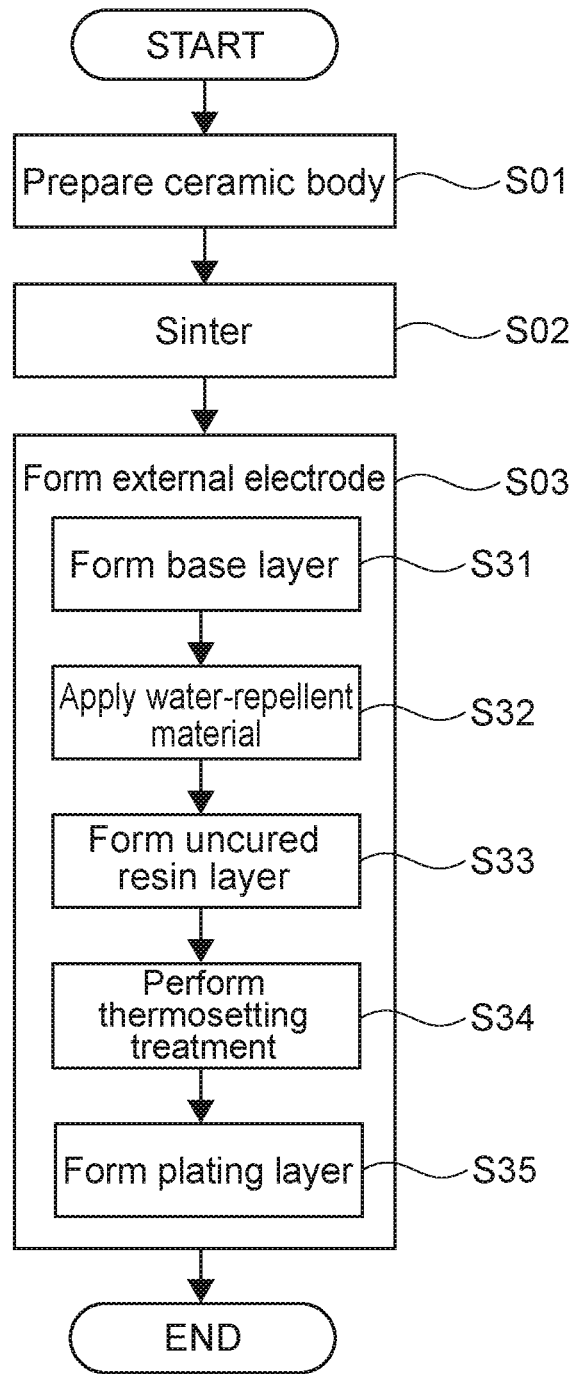 START
Prepare ceramic body
S01
Sinter
S02
Form external electrode
S03
Form base layer
S31
Apply water-repellent
material
S32
Form uncured
resin layer
S33
Perform
thermosetting
treatment
S34
Form plating layer
S35
END